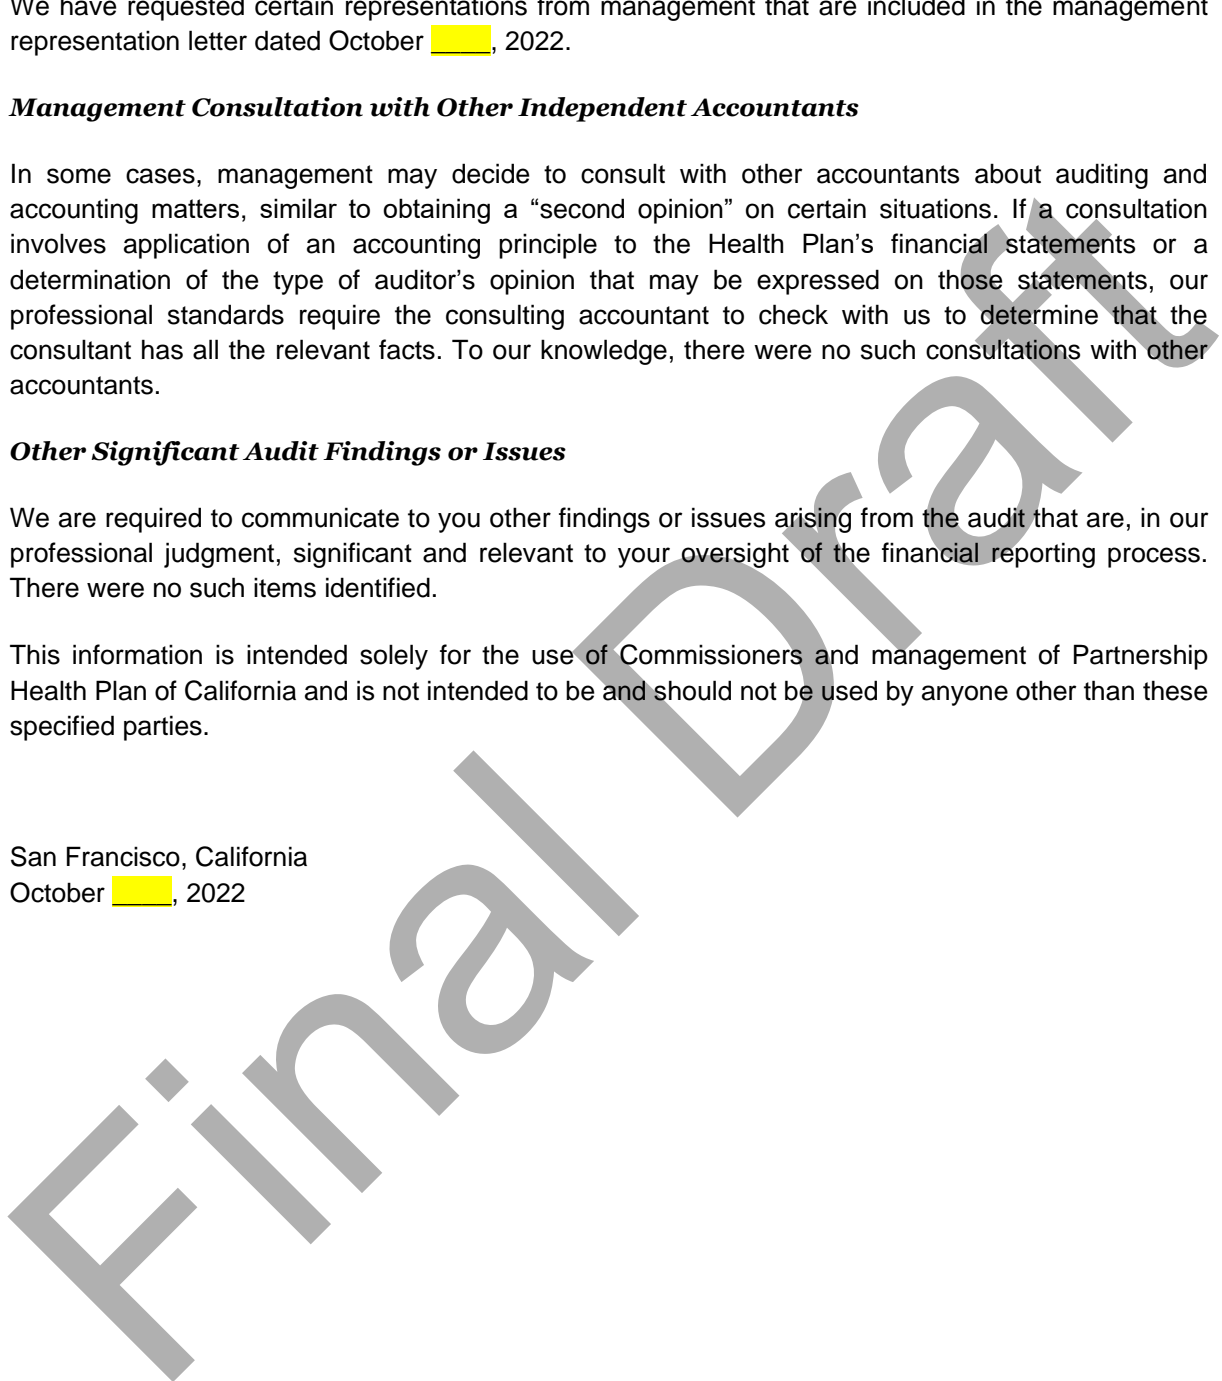 We have requested certain representations from management that are included in the management
representation letter dated October ____, 2022.
Management Consultation with Other Independent Accountants
In some cases, management may decide to consult with other accountants about auditing and
accounting matters, similar to obtaining a “second opinion” on certain situations. If a consultation
involves application of an accounting principle to the Health Plan’s financial statements or a
determination of the type of auditor’s opinion that may be expressed on those statements, our
professional standards require the consulting accountant to check with us to determine that the
consultant has all the relevant facts. To our knowledge, there were no such consultations with other
accountants.
Other Significant Audit Findings or Issues
We are required to communicate to you other findings or issues arising from the audit that are, in our
professional judgment, significant and relevant to your oversight of the financial reporting process.
There were no such items identified.
This information is intended solely for the use of Commissioners and management of Partnership
Health Plan of California and is not intended to be and should not be used by anyone other than these
specified parties.
San Francisco, California
October ____, 2022
Final Draft